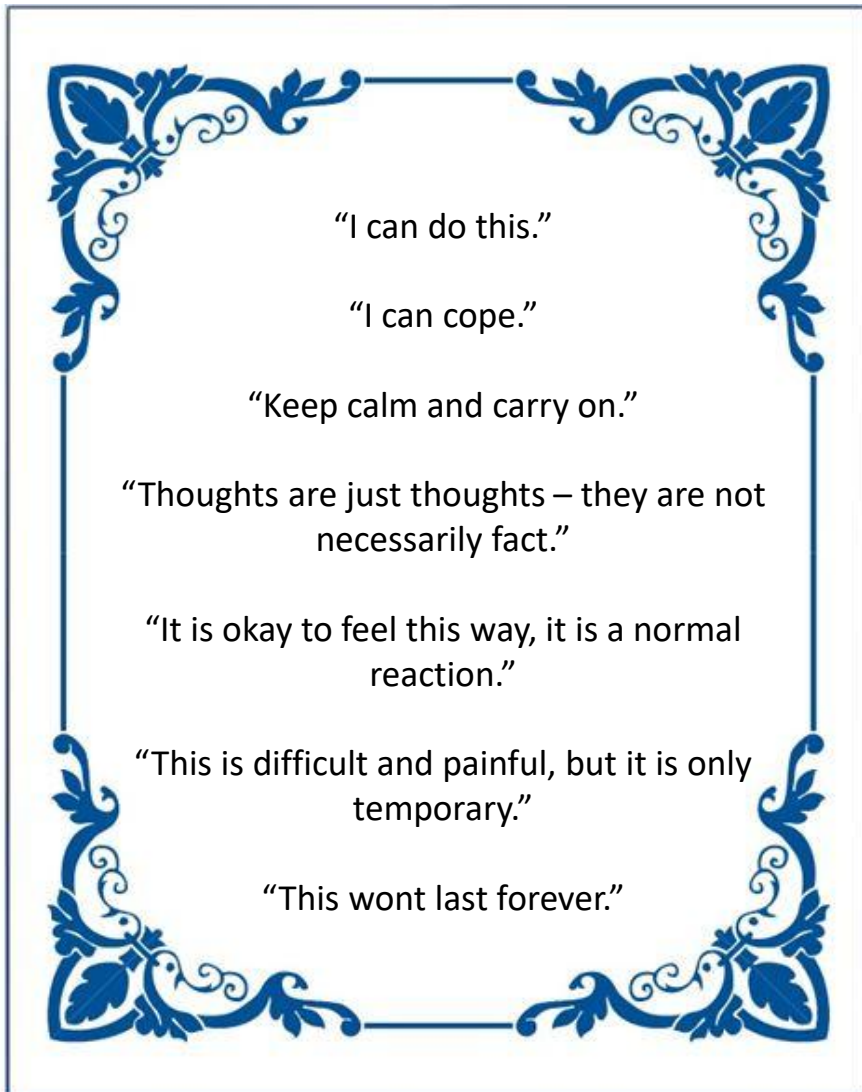 “I can do this.”
“I can cope.”
“Keep calm and carry on.”
“Thoughts are just thoughts – they are not
necessarily fact.”
“It is okay to feel this way, it is a normal
reaction.”
“This is difficult and painful, but it is only
temporary.”
“This wont last forever.”